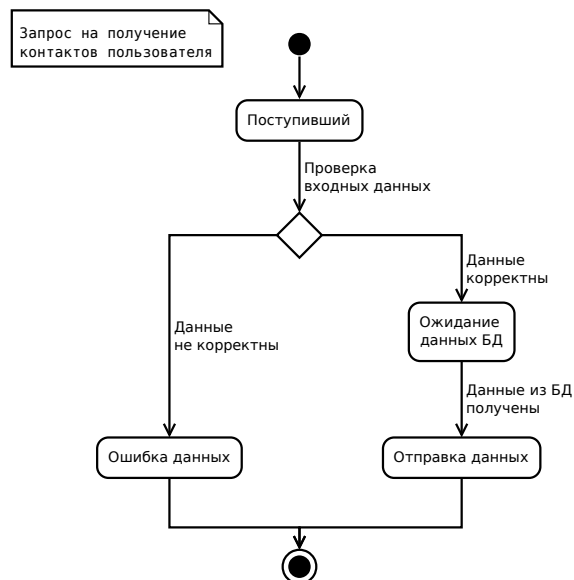 Запрос на получение
контактов пользователя
Поступивший
Проверка
входных данных
Данные
корректны
Ожидание
данных БД
Данные
не корректны
Данные из БД
получены
Ошибка данных
Отправка данных